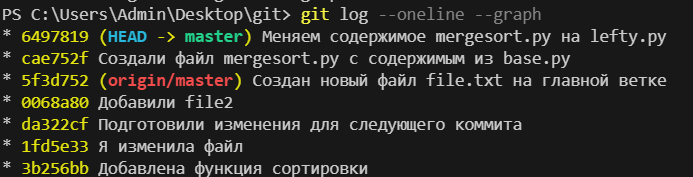 PS C:\Users\Admin\Desktop\git> git log --oneline --graph
* 6497819 (HEAD -> master) Меняем содержимое mergesort.py на lefty.py
* cae752f Создали файл mergesort.py с содержимым из base.py
* 5f3d752 (origin/master) Создан новый файл file.txt на главной ветке
* 0068a80 Добавили file2
* da322cf Подготовили изменения для следующего коммита
* 1fd5e33 Я изменила файл
* 3b256bb Добавлена функция сортировки